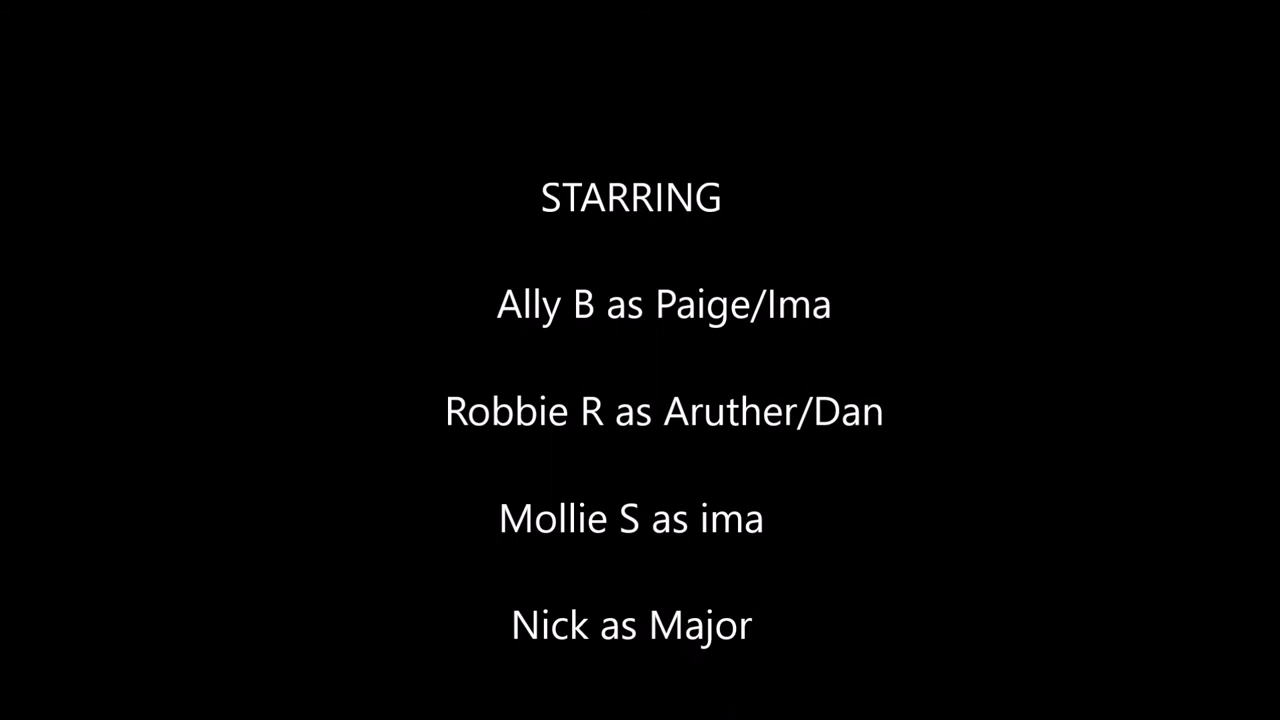 STARRING
Ally B as Paige/Ima
Robbie R as Aruther/Dan
Mollie S as ima
Nick as Major